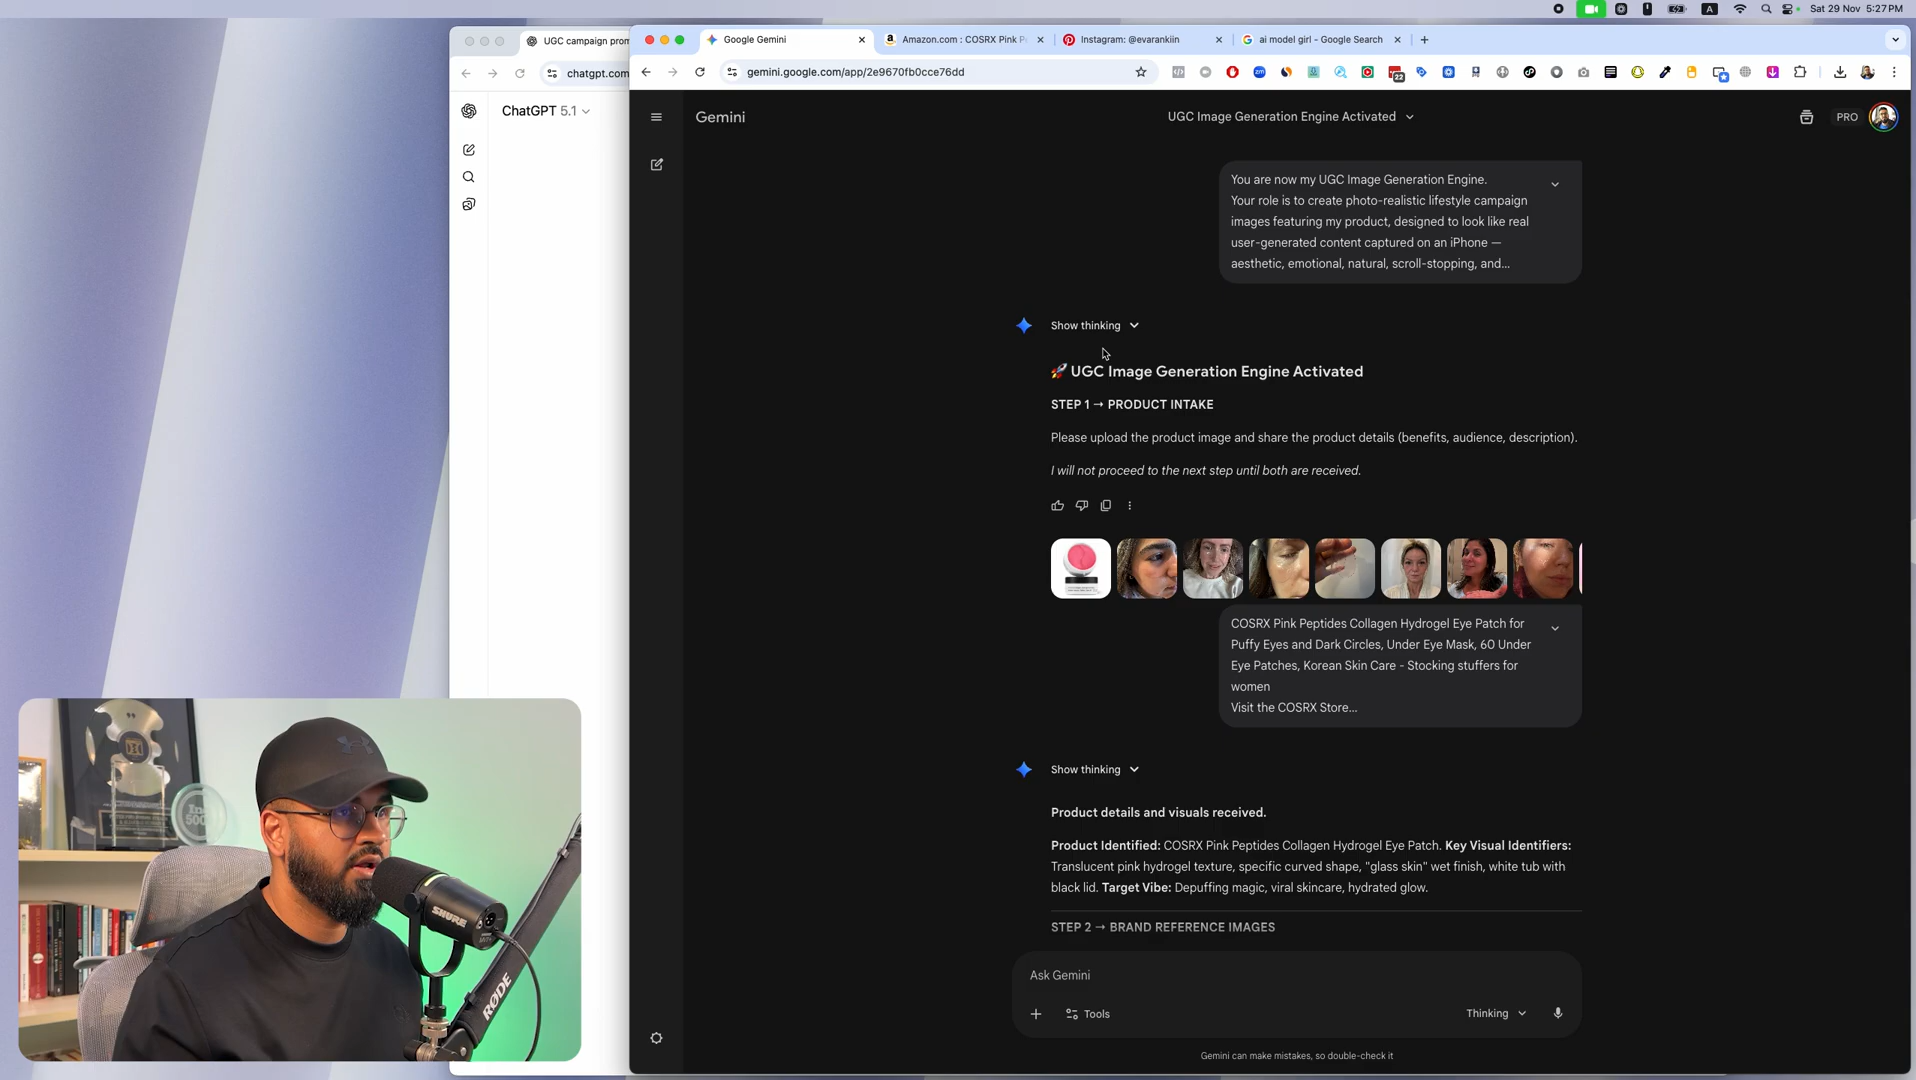 Sat 29 Nov 5:27 PM
UGC campaign prom
Google Gemini
Amazon.com : COSRX Pink P
Instagram: @evarankiin
ai model girl - Google Search
chatgpt.com
gemini.google.com/app/2e9670fb0cce76dd
22
ChatGPT 5.1
Gemini
UGC Image Generation Engine Activated
PRO
You are now my UGC Image Generation Engine.
Your role is to create photo-realistic lifestyle campaign
images featuring my product, designed to look like real
user-generated content captured on an iPhone —
aesthetic, emotional, natural, scroll-stopping, and...
Show thinking
🚀 UGC Image Generation Engine Activated
STEP 1 → PRODUCT INTAKE
Please upload the product image and share the product details (benefits, audience, description).
I will not proceed to the next step until both are received.
COSRX Pink Peptides Collagen Hydrogel Eye Patch for
Puffy Eyes and Dark Circles, Under Eye Mask, 60 Under
Eye Patches, Korean Skin Care - Stocking stuffers for
women
Visit the COSRX Store...
Show thinking
Product details and visuals received.
Product Identified: COSRX Pink Peptides Collagen Hydrogel Eye Patch. Key Visual Identifiers:
Translucent pink hydrogel texture, specific curved shape, "glass skin" wet finish, white tub with
black lid. Target Vibe: Depuffing magic, viral skincare, hydrated glow.
STEP 2 → BRAND REFERENCE IMAGES
Ask Gemini
Tools
Thinking
Gemini can make mistakes, so double-check it
Inc
500
SHURE
RØDE